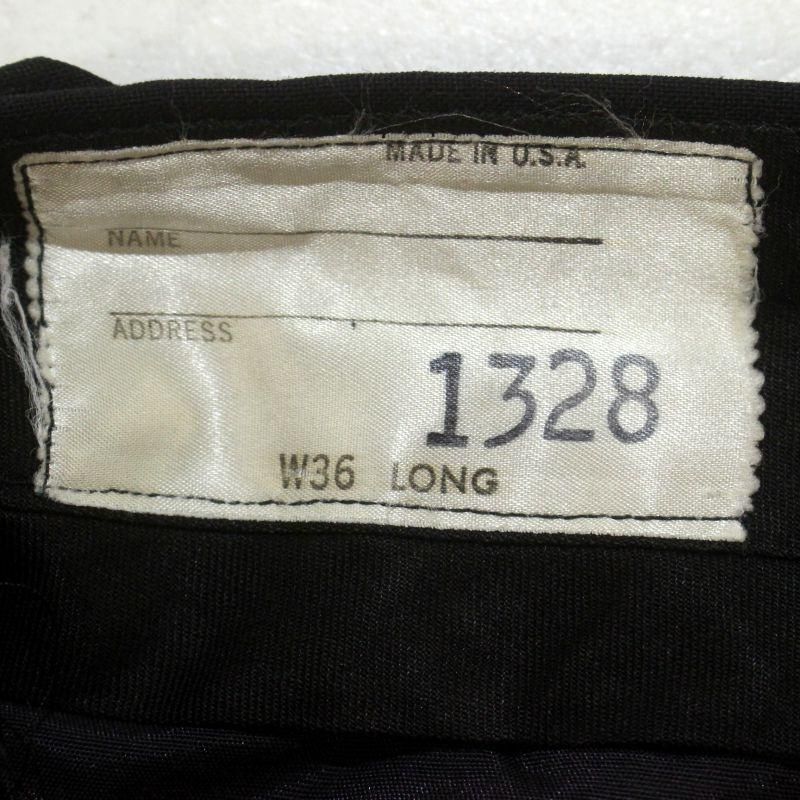 MADE IN U.S.A.
NAME
ADDRESS
1328
W36 LONG